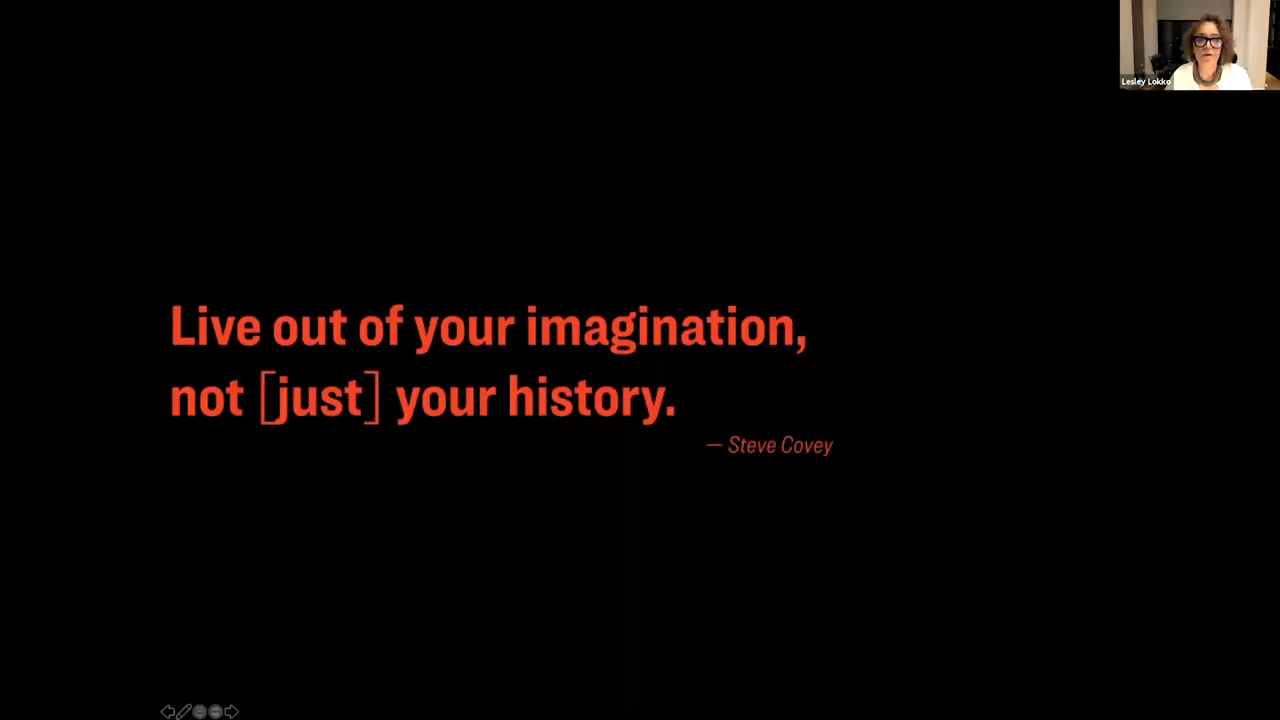 Lesley Lokko
Live out of your imagination,
not [just] your history.
— Steve Covey